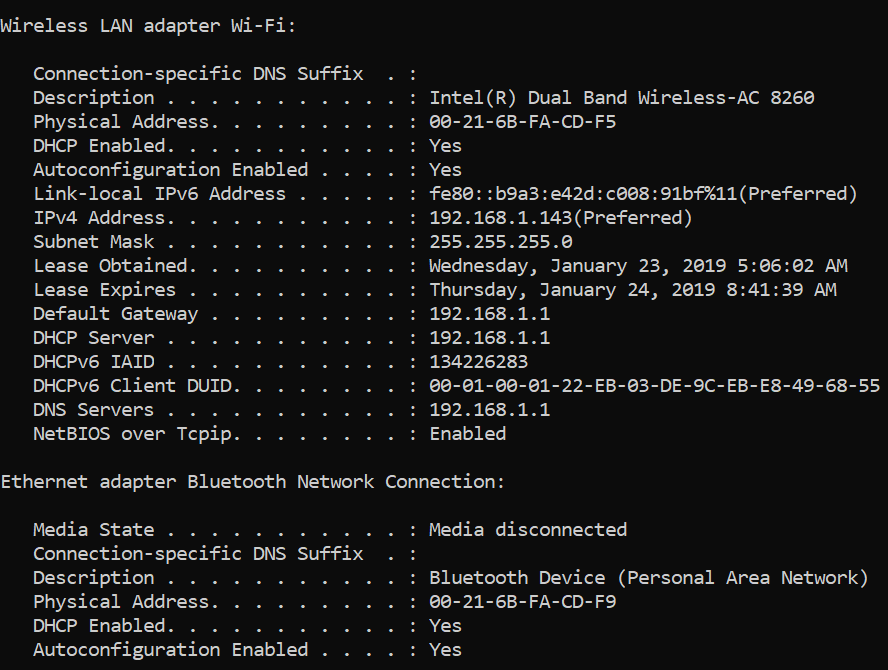 Wireless LAN adapter Wi-Fi:
Connection-specific DNS Suffix  . :
Description . . . . . . . . . . . : Intel(R) Dual Band Wireless-AC 8260
Physical Address. . . . . . . . . : 00-21-6B-FA-CD-F5
DHCP Enabled. . . . . . . . . . . : Yes
Autoconfiguration Enabled . . . . : Yes
Link-local IPv6 Address . . . . . : fe80::b9a3:e42d:c008:91bf%11(Preferred)
IPv4 Address. . . . . . . . . . . : 192.168.1.143(Preferred)
Subnet Mask . . . . . . . . . . . : 255.255.255.0
Lease Obtained. . . . . . . . . . : Wednesday, January 23, 2019 5:06:02 AM
Lease Expires . . . . . . . . . . : Thursday, January 24, 2019 8:41:39 AM
Default Gateway . . . . . . . . . : 192.168.1.1
DHCP Server . . . . . . . . . . . : 192.168.1.1
DHCPv6 IAID . . . . . . . . . . . : 134226283
DHCPv6 Client DUID. . . . . . . . : 00-01-00-01-22-EB-03-DE-9C-EB-E8-49-68-55
DNS Servers . . . . . . . . . . . : 192.168.1.1
NetBIOS over Tcpip. . . . . . . . : Enabled
Ethernet adapter Bluetooth Network Connection:
Media State . . . . . . . . . . . : Media disconnected
Connection-specific DNS Suffix  . :
Description . . . . . . . . . . . : Bluetooth Device (Personal Area Network)
Physical Address. . . . . . . . . : 00-21-6B-FA-CD-F9
DHCP Enabled. . . . . . . . . . . : Yes
Autoconfiguration Enabled . . . . : Yes